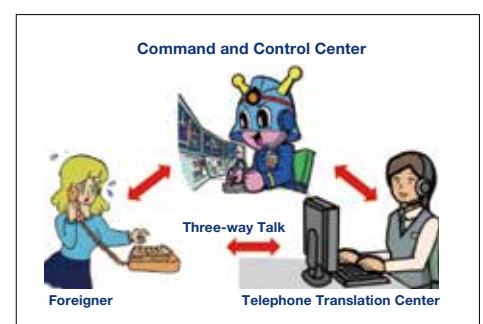 Command and Control Center
Three-way Talk
Foreigner
Telephone Translation Center